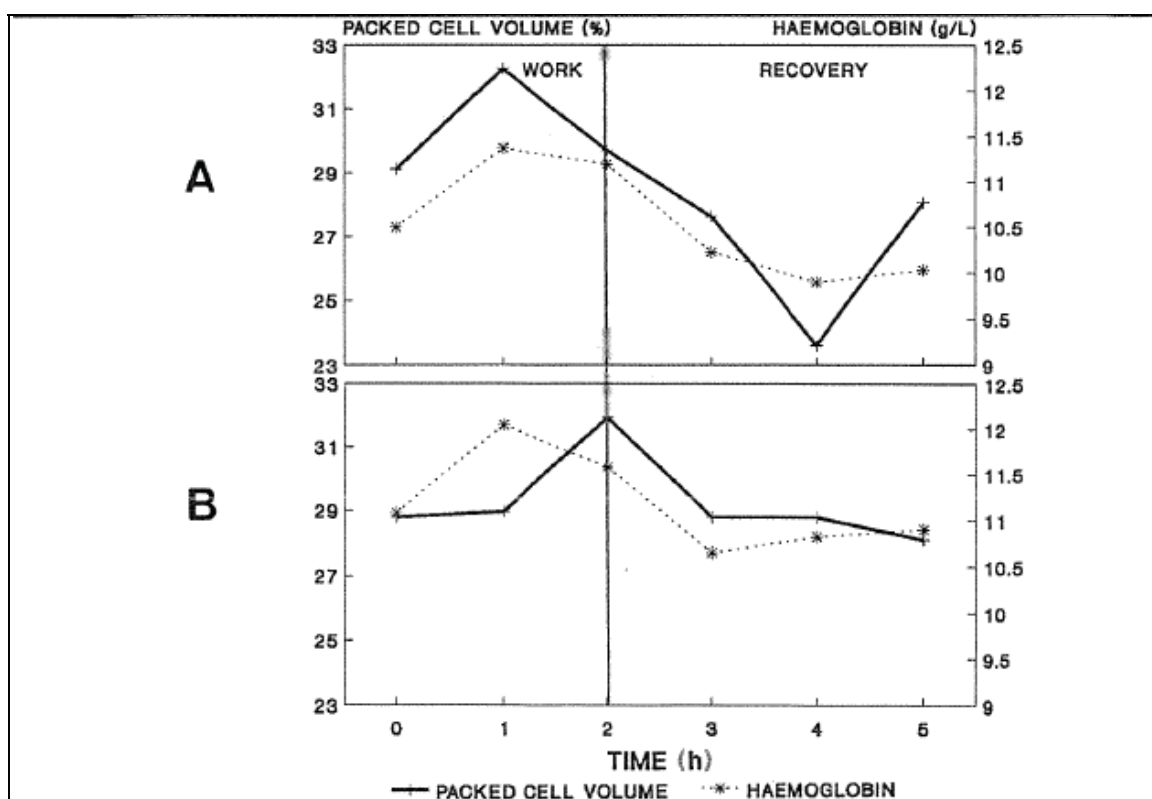 PACKED CELL VOLUME (%) HAEMOGLOBIN (g/L)
33 12.5
WORK RECOVERY
31 12
11.5
A
29 11
27 10.5
10
25 9.5
23 9
33 12.5
31 12
11.5
B
29 11
27 10.5
10
25 9.5
23 9
0 1 2 3 4 5
TIME (h)
PACKED CELL VOLUME HAEMOGLOBIN